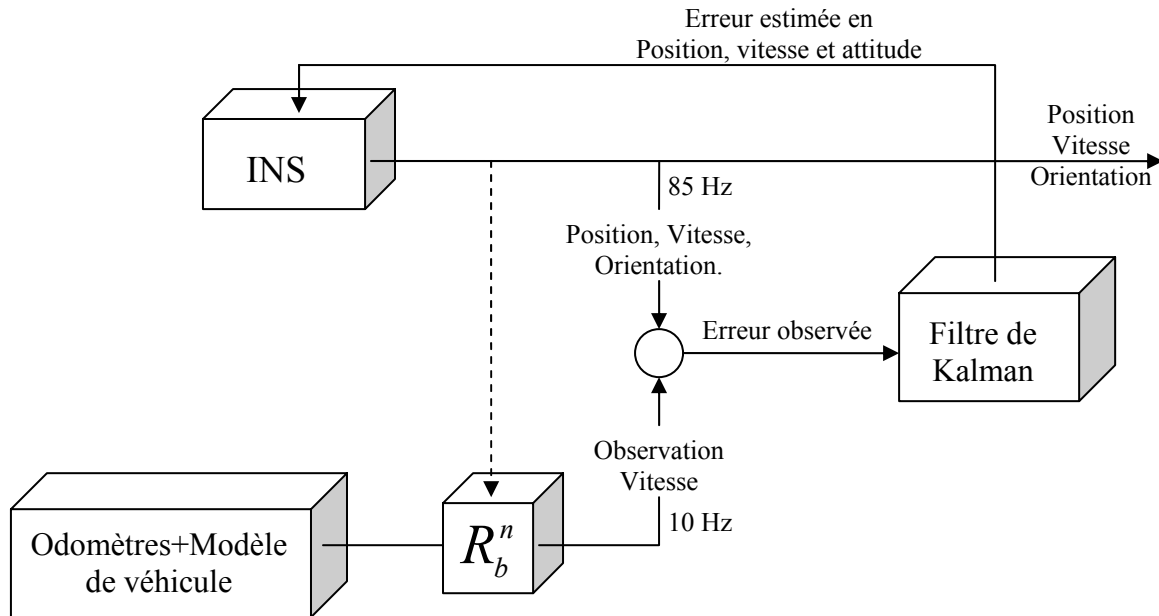 Erreur estimée en
Position, vitesse et attitude
INS
Position
Vitesse
Orientation
85 Hz
Position, Vitesse,
Orientation.
Erreur observée
Filtre de
Kalman
Observation
Vitesse
10 Hz
Odomètres+Modèle
de véhicule
R_b^n